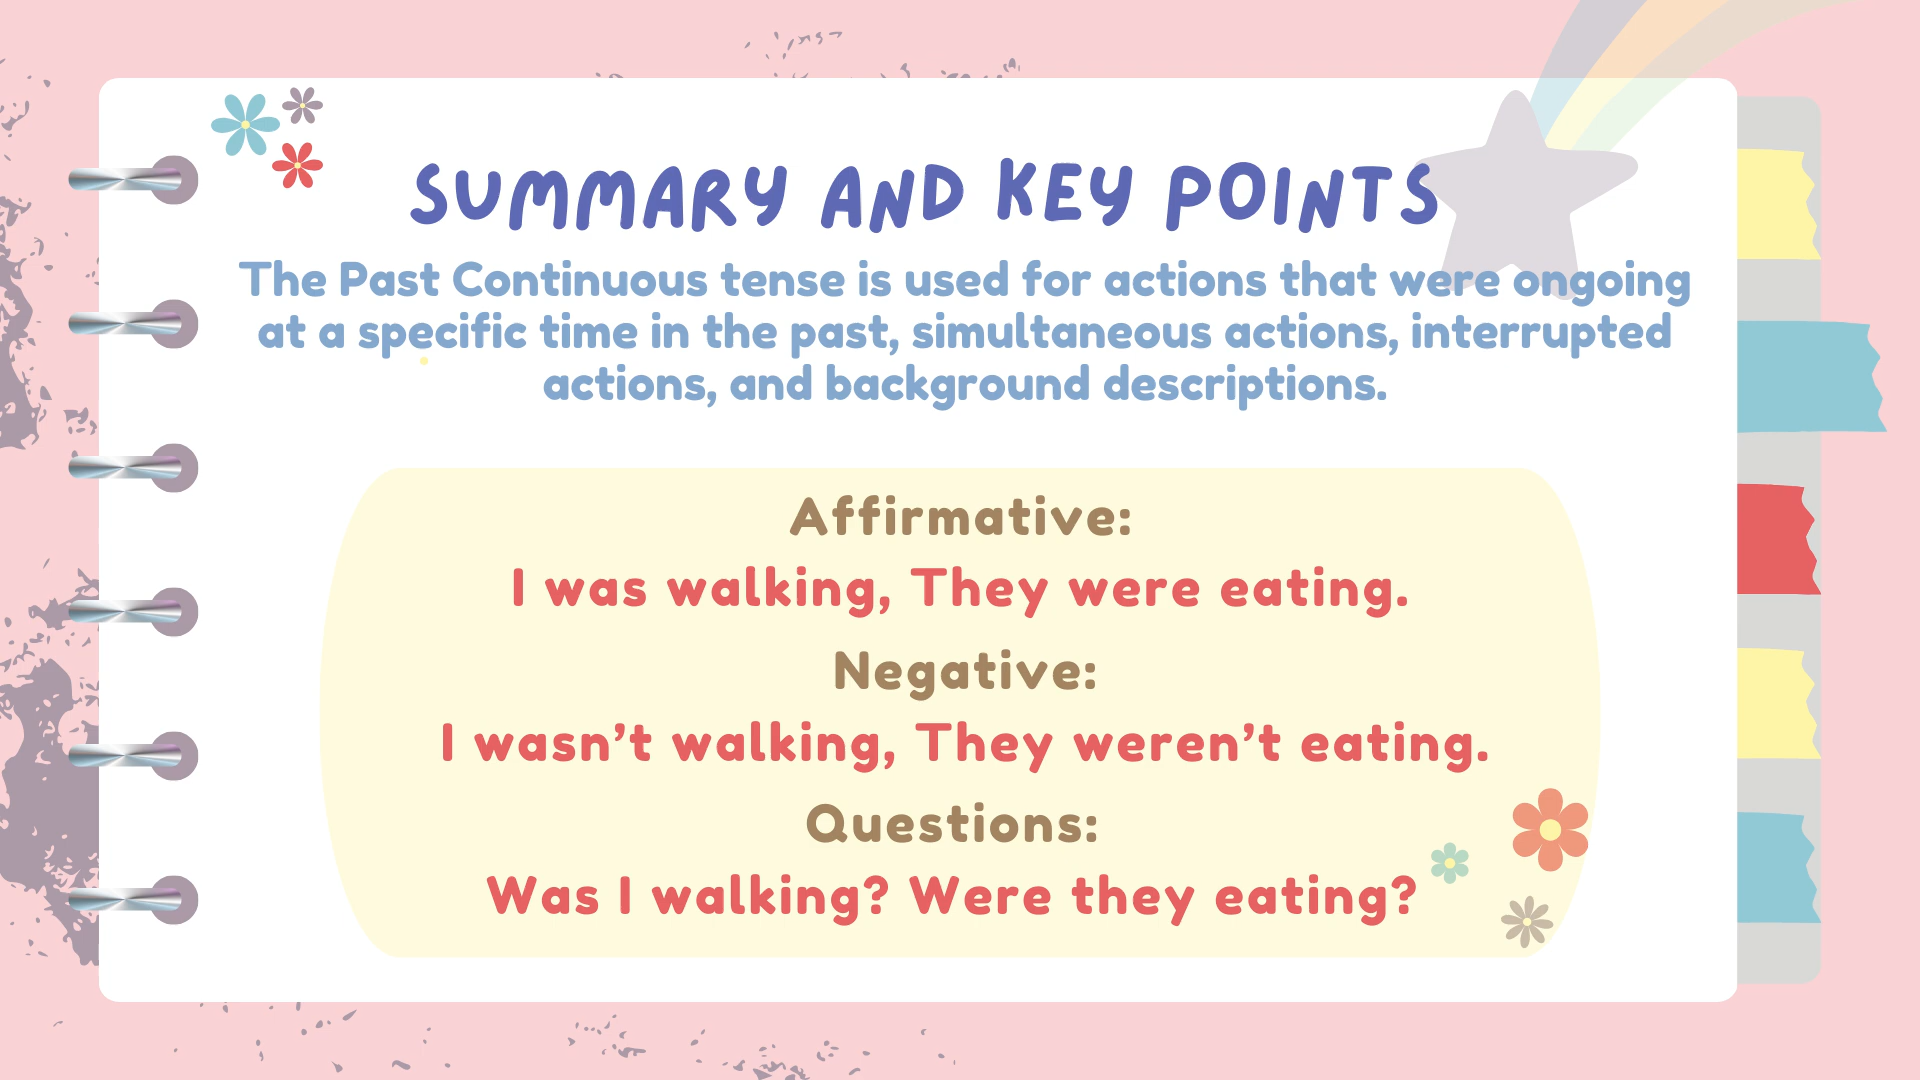 SUMMARY AND KEY POINTS
The Past Continuous tense is used for actions that were ongoing
at a specific time in the past, simultaneous actions, interrupted
actions, and background descriptions.
Affirmative:
I was walking, They were eating.
Negative:
I wasn’t walking, They weren’t eating.
Questions:
Was I walking? Were they eating?